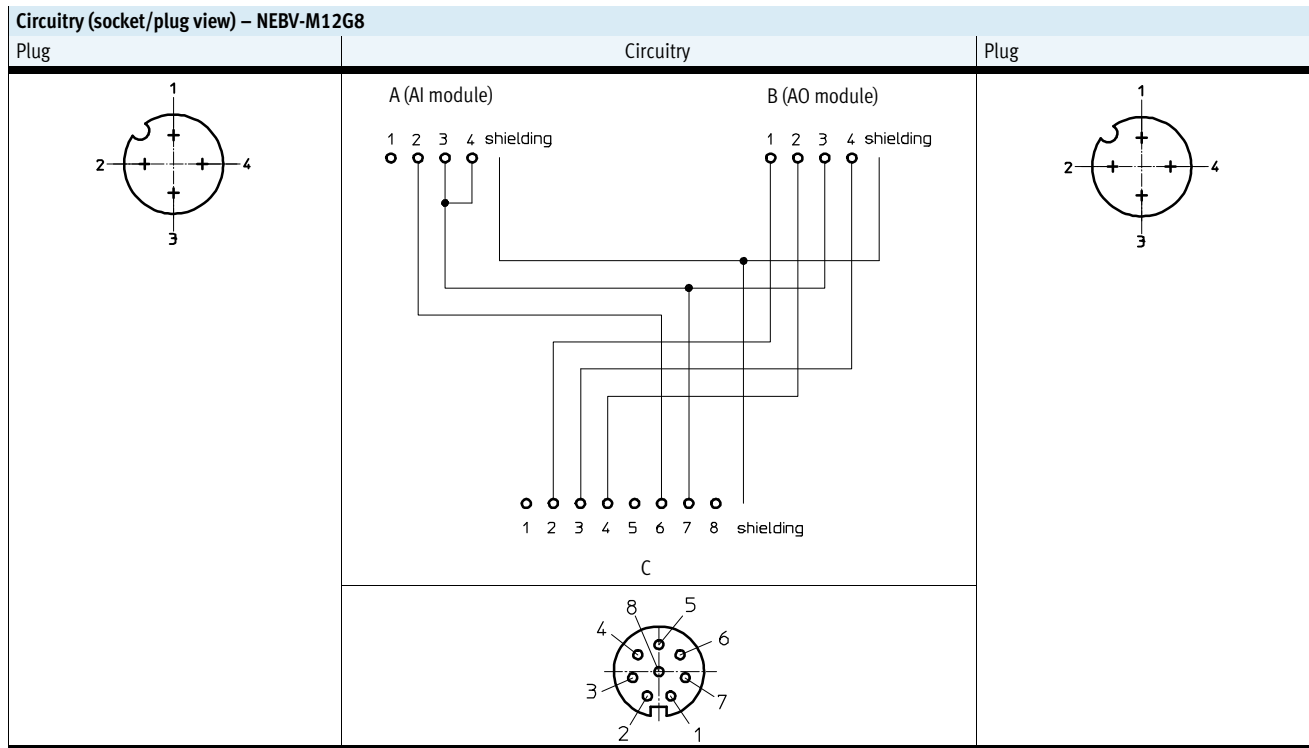 Circuitry (socket/plug view) – NEBV-M12G8
Plug Circuitry Plug
A (AI module) B (AO module)
1 2 3 4 shielding 1 2 3 4 shielding
1
2 4
3
1
2 4
3
1 2 3 4 5 6 7 8 shielding
C
8 5
4 6
3 7
2 1